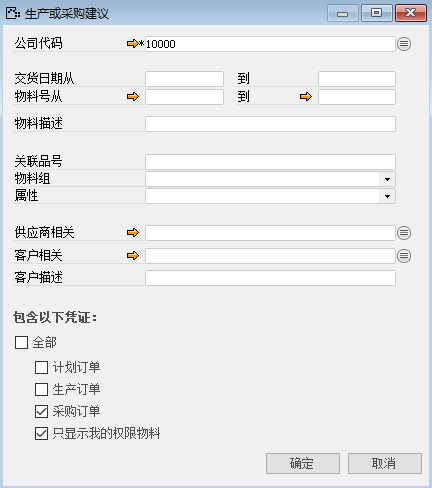 生产或采购建议
公司代码 *10000
交货日期从 到
物料号从 到
物料描述
关联品号
物料组
属性
供应商相关
客户相关
客户描述
包含以下凭证：
全部
计划订单
生产订单
采购订单
只显示我的权限物料
确定 取消